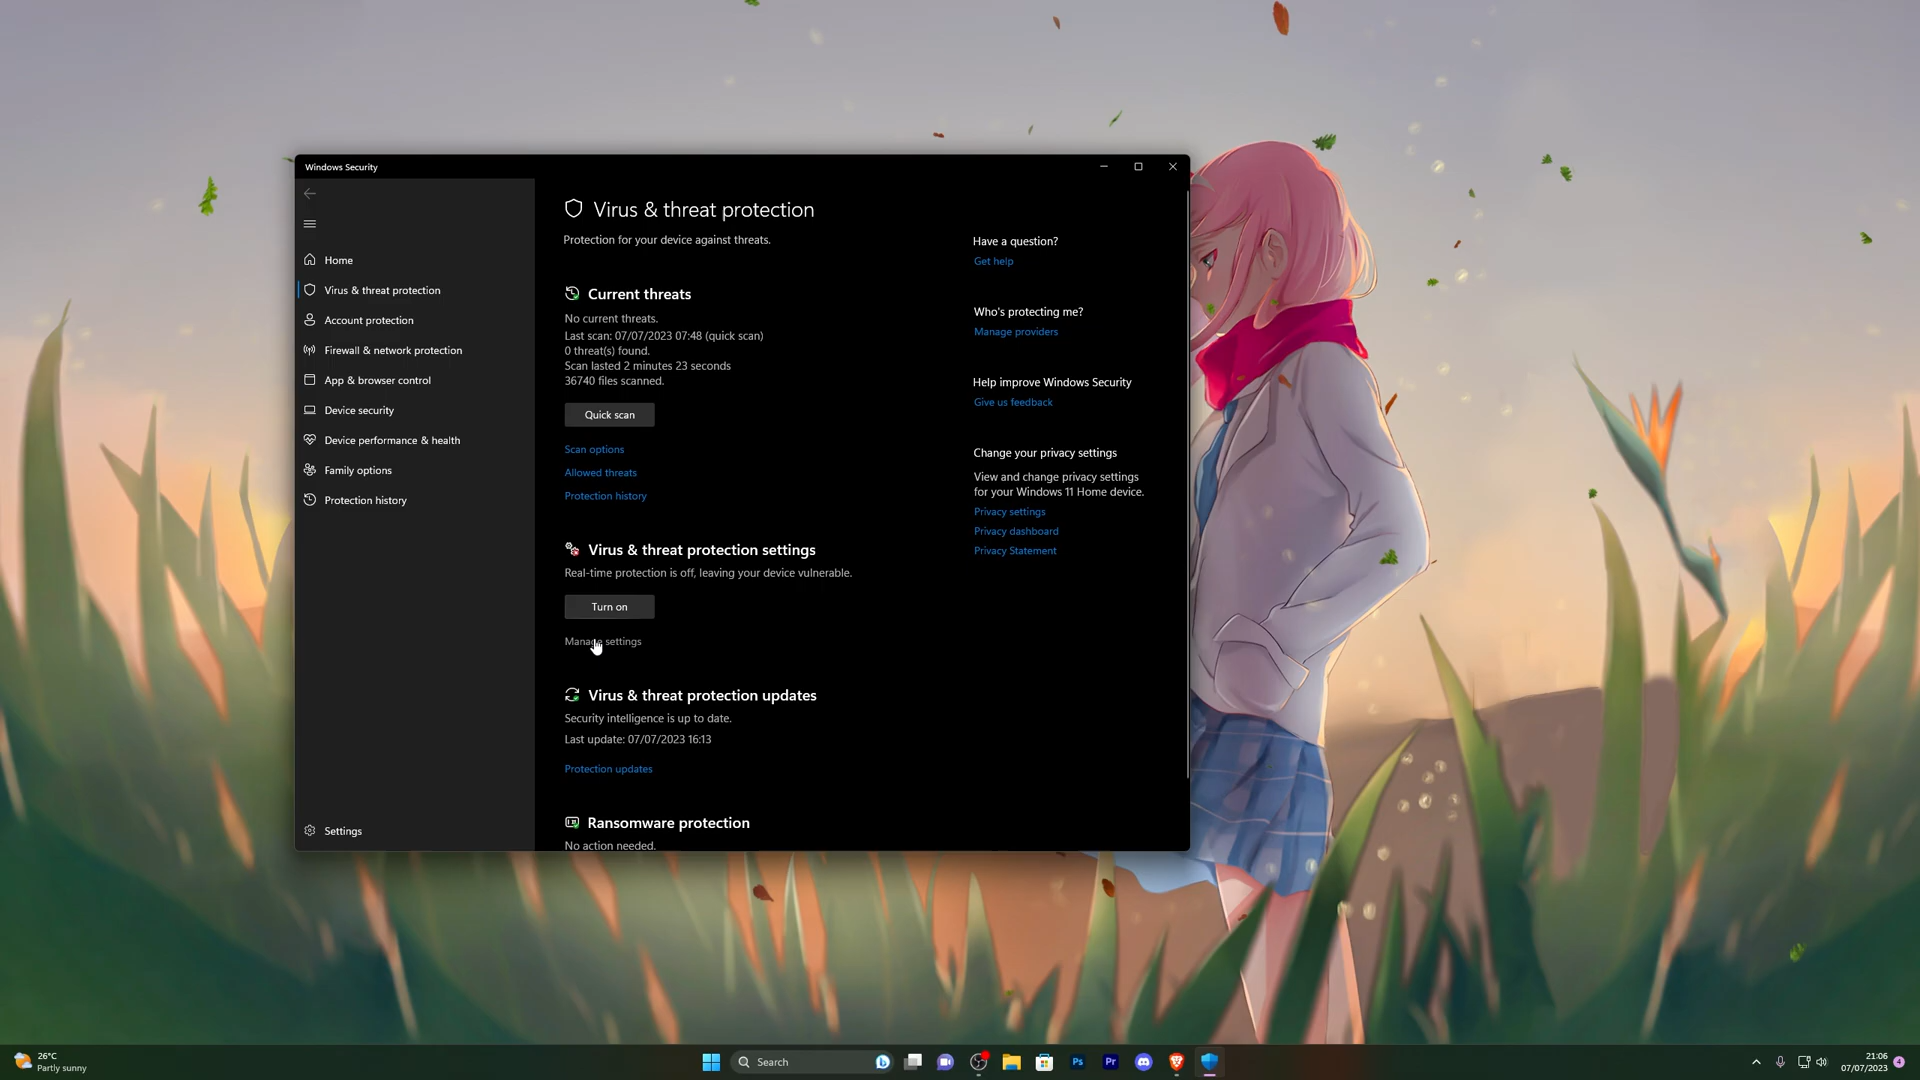 Windows Security
Home
Virus & threat protection
Account protection
Firewall & network protection
App & browser control
Device security
Device performance & health
Family options
Protection history
Settings
Virus & threat protection
Protection for your device against threats.
Current threats
No current threats.
Last scan: 07/07/2023 07:48 (quick scan)
0 threat(s) found.
Scan lasted 2 minutes 23 seconds
36740 files scanned.
Quick scan
Scan options
Allowed threats
Protection history
Virus & threat protection settings
Real-time protection is off, leaving your device vulnerable.
Turn on
Manage settings
Virus & threat protection updates
Security intelligence is up to date.
Last update: 07/07/2023 16:13
Protection updates
Ransomware protection
No action needed.
Have a question?
Get help
Who's protecting me?
Manage providers
Help improve Windows Security
Give us feedback
Change your privacy settings
View and change privacy settings
for your Windows 11 Home device.
Privacy settings
Privacy dashboard
Privacy Statement
26°C
Partly sunny
Search
Ps
Pr
21:06
07/07/2023
4